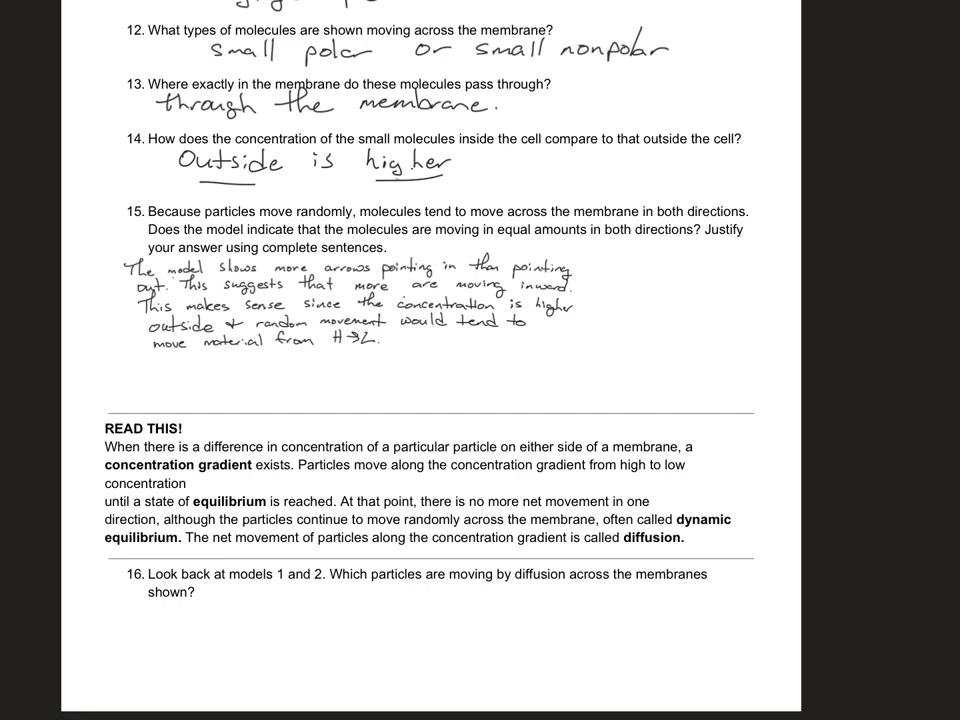 12. What types of molecules are shown moving across the membrane?
small polar or small nonpolar
13. Where exactly in the membrane do these molecules pass through?
through the membrane.
14. How does the concentration of the small molecules inside the cell compare to that outside the cell?
Outside is higher
15. Because particles move randomly, molecules tend to move across the membrane in both directions.
Does the model indicate that the molecules are moving in equal amounts in both directions? Justify
your answer using complete sentences.
The model shows more arrows pointing in than pointing
out. This suggests that more are moving inward.
This makes sense since the concentration is higher
outside + random movement would tend to
move material from H→L.
READ THIS!
When there is a difference in concentration of a particular particle on either side of a membrane, a
concentration gradient exists. Particles move along the concentration gradient from high to low
concentration
until a state of equilibrium is reached. At that point, there is no more net movement in one
direction, although the particles continue to move randomly across the membrane, often called dynamic
equilibrium. The net movement of particles along the concentration gradient is called diffusion.
16. Look back at models 1 and 2. Which particles are moving by diffusion across the membranes
shown?